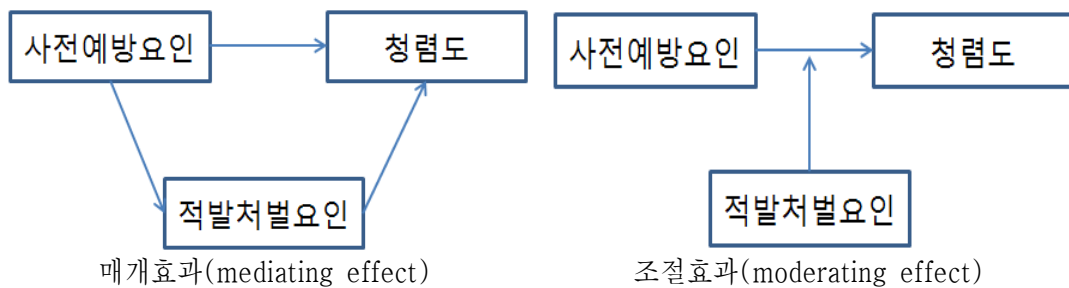 사전예방요인 청렴도 사전예방요인 청렴도
적발처벌요인 적발처벌요인
매개효과(mediating effect) 조절효과(moderating effect)